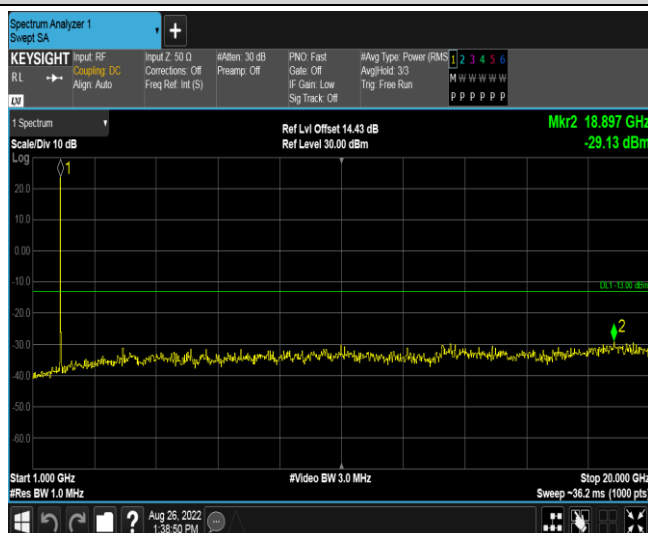 Spectrum Analyzer 1
Swept SA
+
KEYSIGHT
RL
LXI
Input: RF
Coupling: DC
Align: Auto
Input Z: 50 Ω
Corrections: Off
Freq Ref: Int (S)
#Atten: 30 dB
Preamp: Off
PNO: Fast
Gate: Off
IF Gain: Low
Sig Track: Off
#Avg Type: Power (RMS
Avg|Hold: 3/3
Trig: Free Run
1 2 3 4 5 6
M W W W W W
P P P P P P
1 Spectrum
Scale/Div 10 dB
Ref Lvl Offset 14.43 dB
Ref Level 30.00 dBm
Mkr2 18.897 GHz
-29.13 dBm
Log
1
20.0
10.0
0.00
-10.0
DL1 -13.00 dBm
-20.0
2
-30.0
-40.0
-50.0
-60.0
Start 1.000 GHz
#Video BW 3.0 MHz
Stop 20.000 GHz
#Res BW 1.0 MHz
Sweep ~36.2 ms (1000 pts)
?
Aug 26, 2022
1:38:50 PM